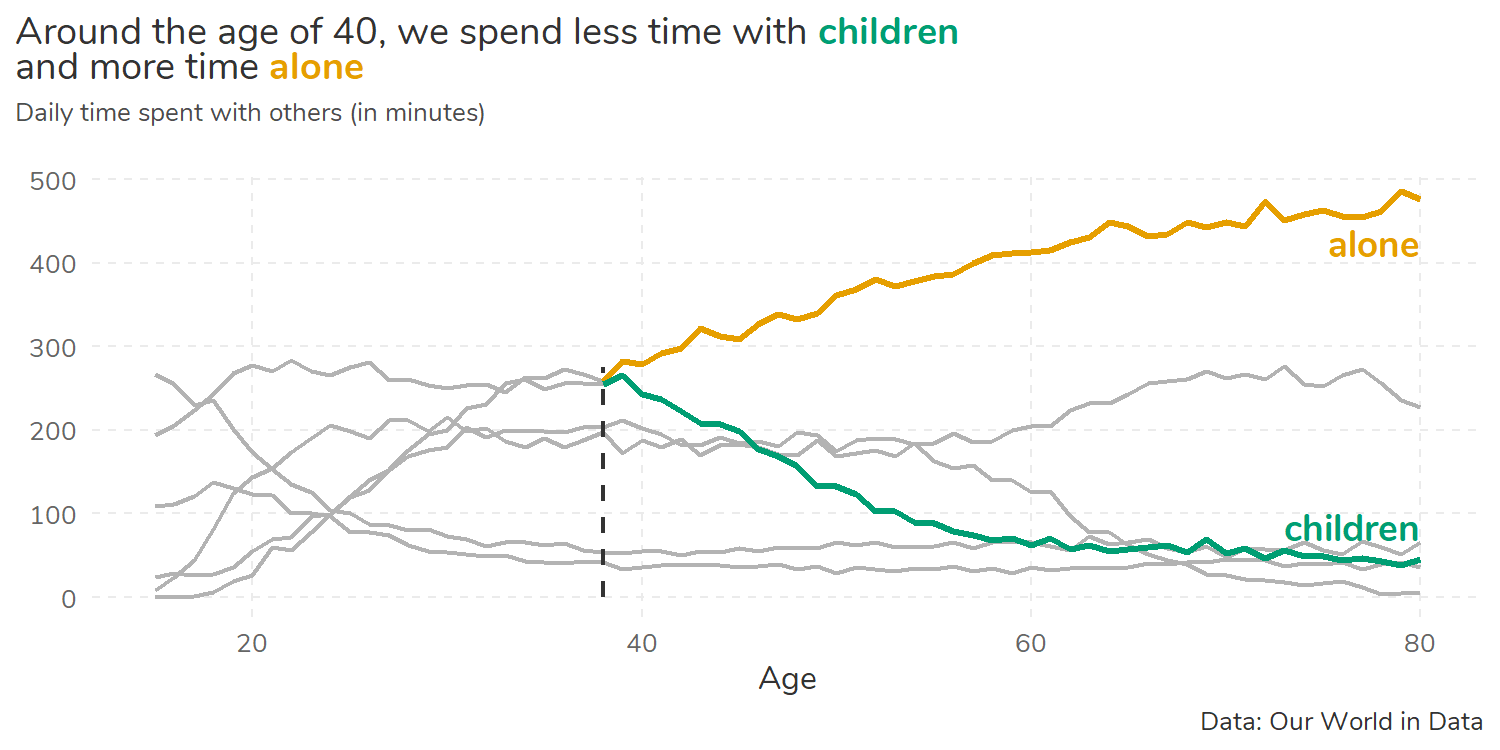 Around the age of 40, we spend less time with children
and more time alone
Daily time spent with others (in minutes)
500
400
300
200
100
0
alone
children
20
40
60
80
Age
Data: Our World in Data